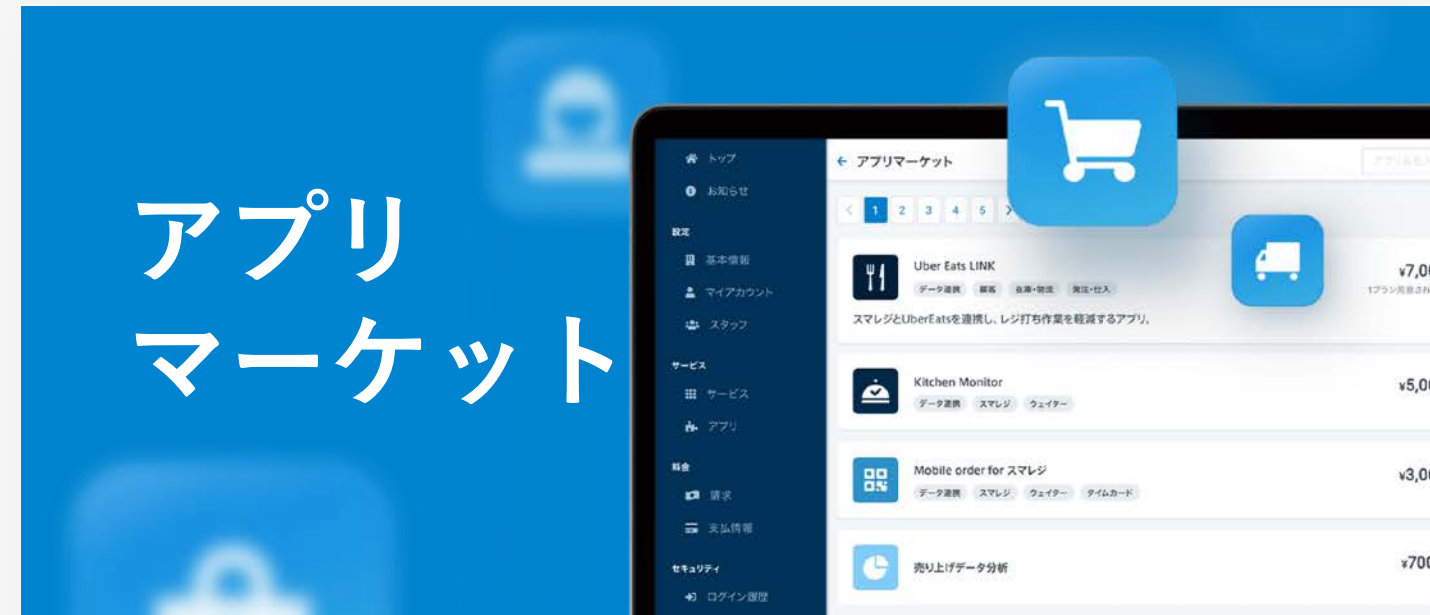 アプリ
マーケット
トップ
お知らせ
設定
基本情報
マイアカウント
スタッフ
サービス
サービス
アプリ
料金
請求
支払情報
セキュリティ
ログイン履歴
← アプリマーケット
< 1 2 3 4 5
Uber Eats LINK
データ連携 顧客 在庫・物流 発注・仕入
スマレジとUberEatsを連携し、レジ打ち作業を軽減するアプリ。
¥7,00
Kitchen Monitor
データ連携 スマレジ ウェイター
¥5,00
Mobile order for スマレジ
データ連携 スマレジ ウェイター タイムカード
¥3,00
売り上げデータ分析
¥700